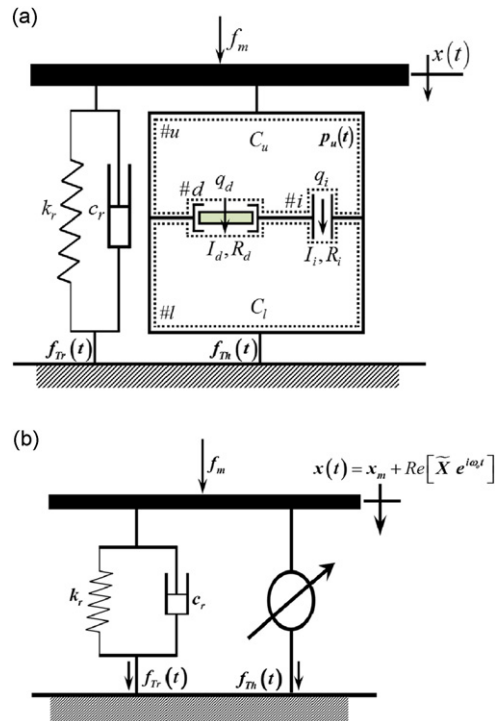 (a)
f_m
x(t)
#u
C_u
p_u(t)
#d
q_d
#i
q_i
k_r
c_r
I_d, R_d
I_i, R_i
#l
C_l
f_Tr(t)
f_Th(t)
(b)
f_m
x(t) = x_m + Re[X̃ e^{iω_o t}]
k_r
c_r
f_Tr(t)
f_Th(t)